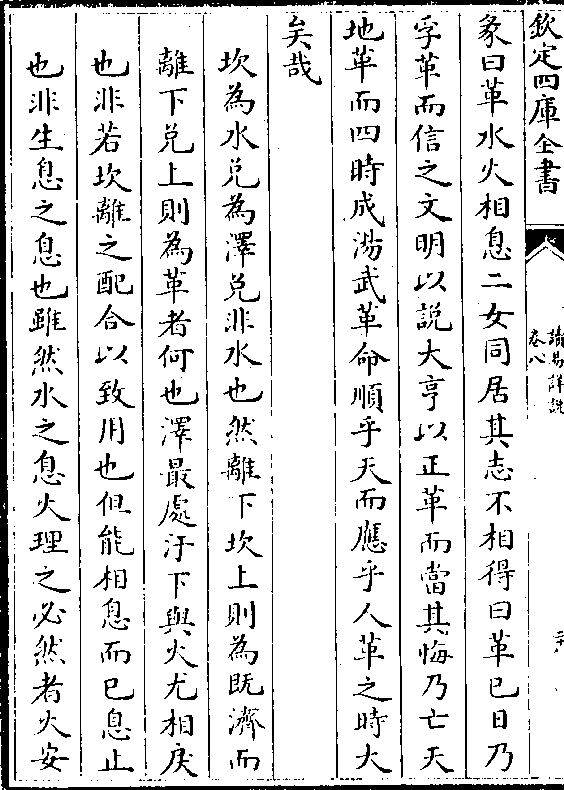 欽定四庫全書
讀易詳說
卷八
彖曰革水火相息二女同居其志不相得曰革已日乃
孚革而信之文明以說大亨以正革而當其悔乃亡天
地革而四時成湯武革命順乎天而應乎人革之時大
矣哉
坎為水兌為澤兌非水也然離下坎上則為既濟而
離下兌上則為革者何也澤最處汙下與火尤相戾
也非若坎離之配合以致用也但能相息而已息止
也非生息之息也雖然水之息火理之必然者火安